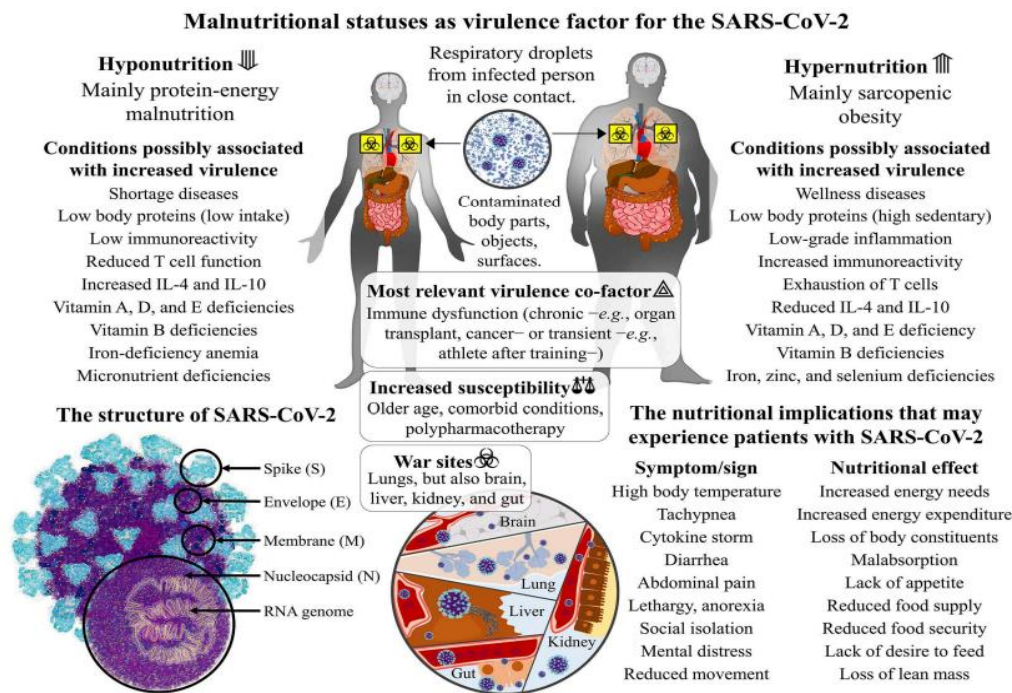 Malnutritional statuses as virulence factor for the SARS-CoV-2
Hyponutrition
Mainly protein-energy
malnutrition
Conditions possibly associated
with increased virulence
Shortage diseases
Low body proteins (low intake)
Low immunoreactivity
Reduced T cell function
Increased IL-4 and IL-10
Vitamin A, D, and E deficiencies
Vitamin B deficiencies
Iron-deficiency anemia
Micronutrient deficiencies
Respiratory droplets
from infected person
in close contact.
Contaminated
body parts,
objects,
surfaces.
Hypernutrition
Mainly sarcopenic
obesity
Conditions possibly associated
with increased virulence
Wellness diseases
Low body proteins (high sedentary)
Low-grade inflammation
Increased immunoreactivity
Exhaustion of T cells
Reduced IL-4 and IL-10
Vitamin A, D, and E deficiency
Vitamin B deficiencies
Iron, zinc, and selenium deficiencies
Most relevant virulence co-factor
Immune dysfunction (chronic −e.g., organ
transplant, cancer− or transient −e.g.,
athlete after training−)
Increased susceptibility
Older age, comorbid conditions,
polypharmacotherapy
War sites
Lungs, but also brain,
liver, kidney, and gut
Brain
Lung
Liver
Kidney
Gut
The structure of SARS-CoV-2
Spike (S)
Envelope (E)
Membrane (M)
Nucleocapsid (N)
RNA genome
The nutritional implications that may
experience patients with SARS-CoV-2
Symptom/sign Nutritional effect
High body temperature Increased energy needs
Tachypnea Increased energy expenditure
Cytokine storm Loss of body constituents
Diarrhea Malabsorption
Abdominal pain Lack of appetite
Lethargy, anorexia Reduced food supply
Social isolation Reduced food security
Mental distress Lack of desire to feed
Reduced movement Loss of lean mass